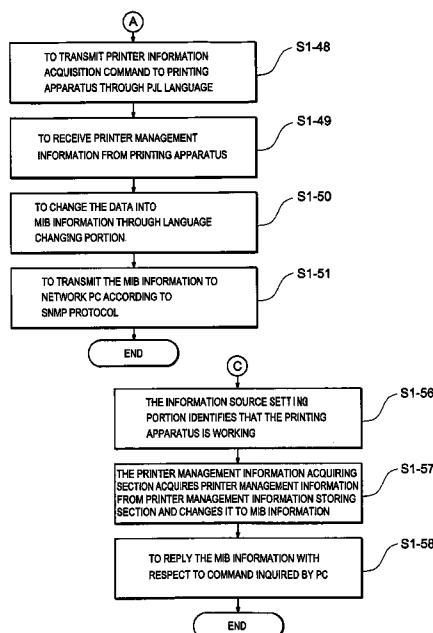 A
TO TRANSMIT PRINTER INFORMATION
ACQUISITION COMMAND TO PRINTING
APPARATUS THROUGH PJL LANGUAGE
S1-48
TO RECEIVE PRINTER MANAGEMENT
INFORMATION FROM PRINTING APPARATUS
S1-49
TO CHANGE THE DATA INTO
MIB INFORMATION THROUGH LANGUAGE
CHANGING PORTION.
S1-50
TO TRANSMIT THE MIB INFORMATION TO
NETWORK PC ACCORDING TO
SNMP PROTOCOL
S1-51
END
C
THE INFORMATION SOURCE SETTING
PORTION IDENTIFIES THAT THE PRINTING
APPARATUS IS WORKING
S1-56
THE PRINTER MANAGEMENT INFORMATION ACQUIRING
SECTION ACQUIRES PRINTER MANAGEMENT INFORMATION
FROM PRINTER MANAGEMENT INFORMATION STORING
SECTION AND CHANGES IT TO MIB INFORMATION
S1-57
TO REPLY THE MIB INFORMATION WITH
RESPECT TO COMMAND INQUIRED BY PC
S1-58
END